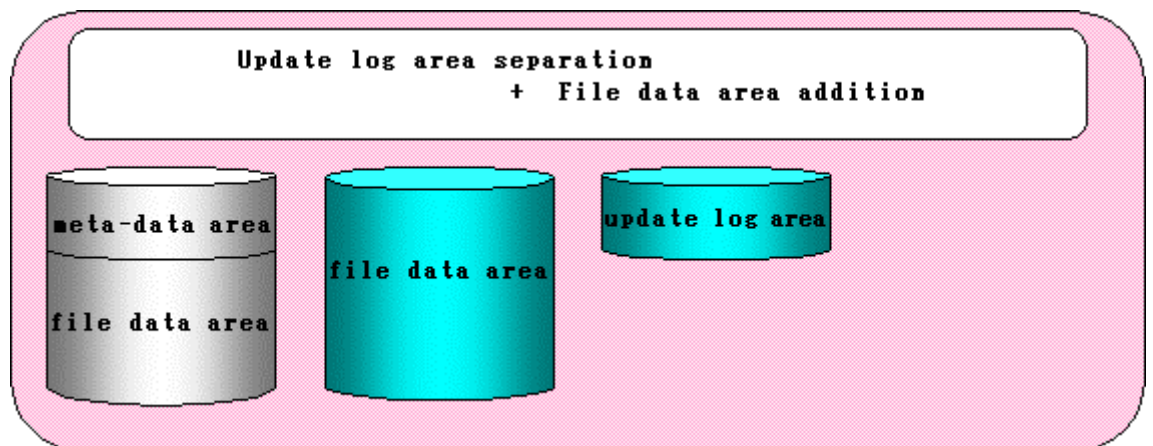 Update log area separation
+ File data area addition
meta-data area
file data area
file data area
update log area